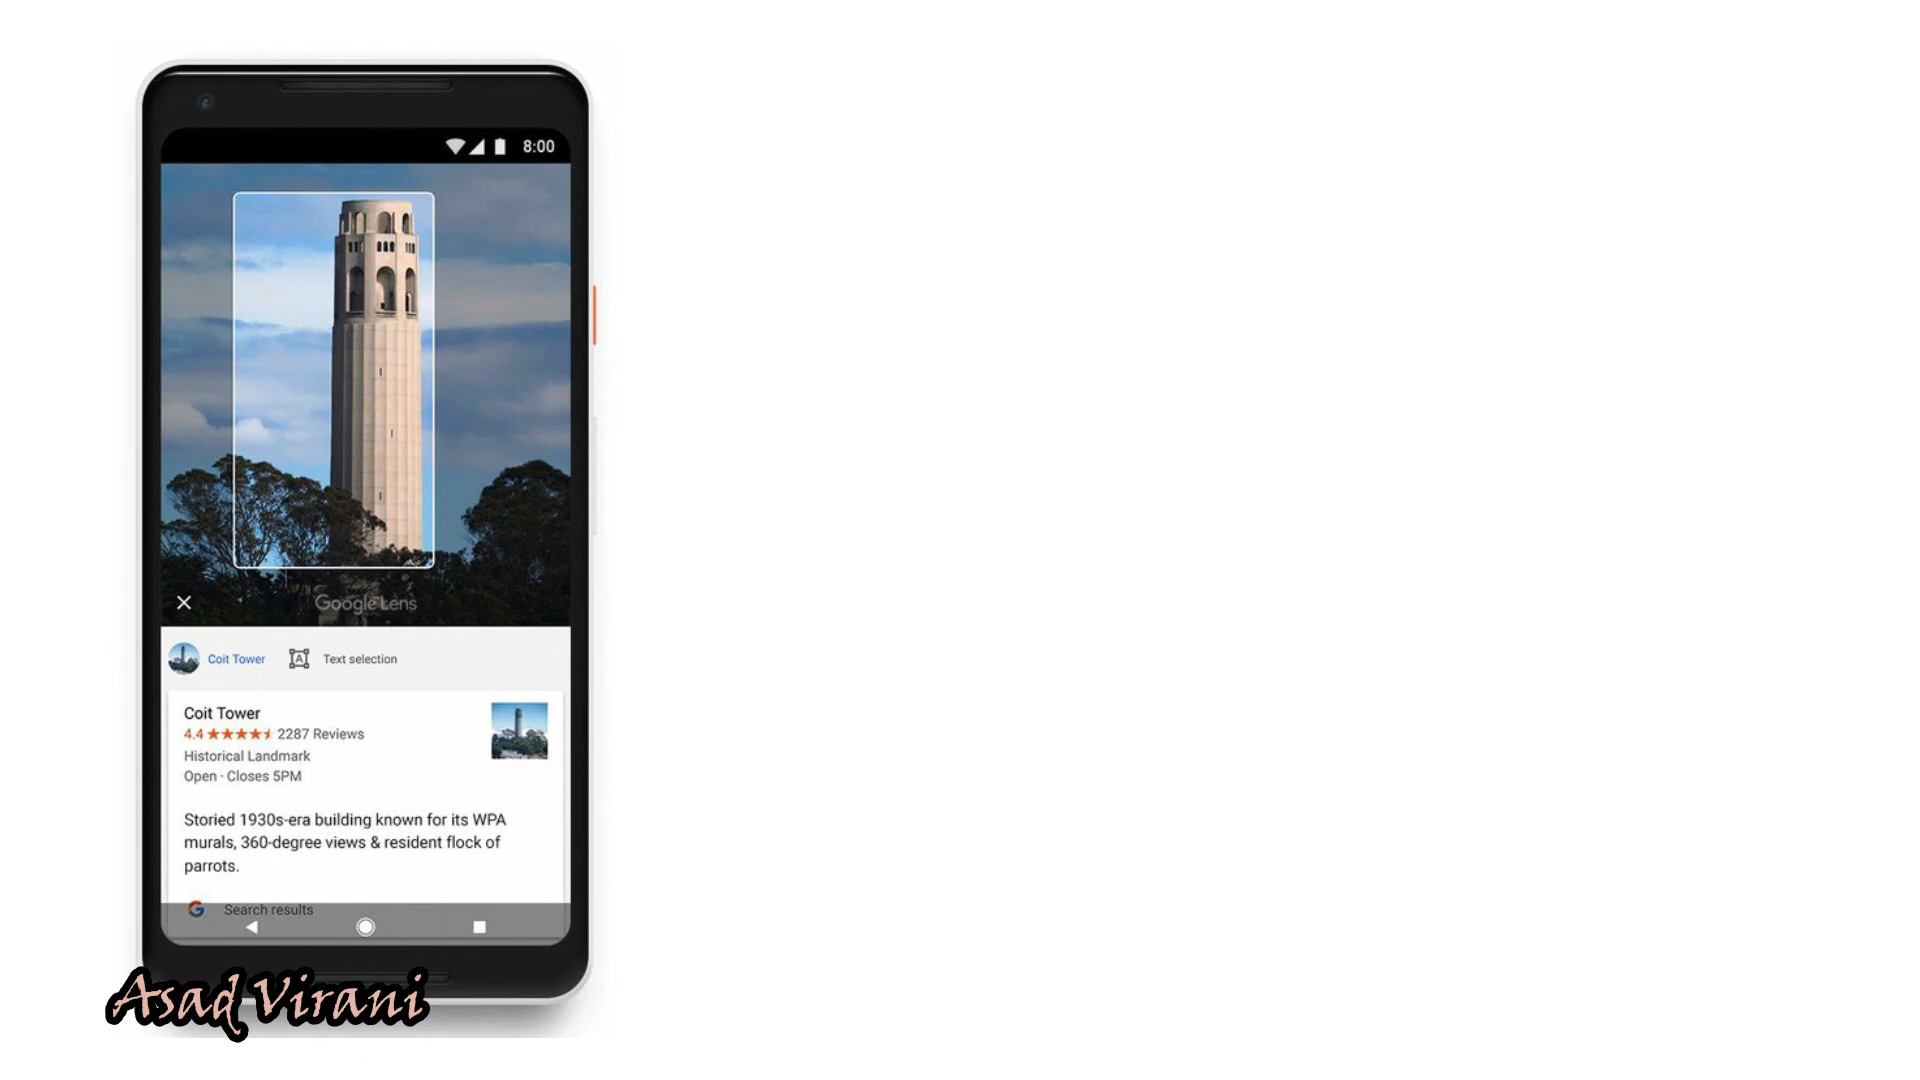 8:00
Google Lens
Coit Tower
Text selection
Coit Tower
4.4 ★★★★★ 2287 Reviews
Historical Landmark
Open · Closes 5PM
Storied 1930s-era building known for its WPA
murals, 360-degree views & resident flock of
parrots.
Search results
Asad Virani